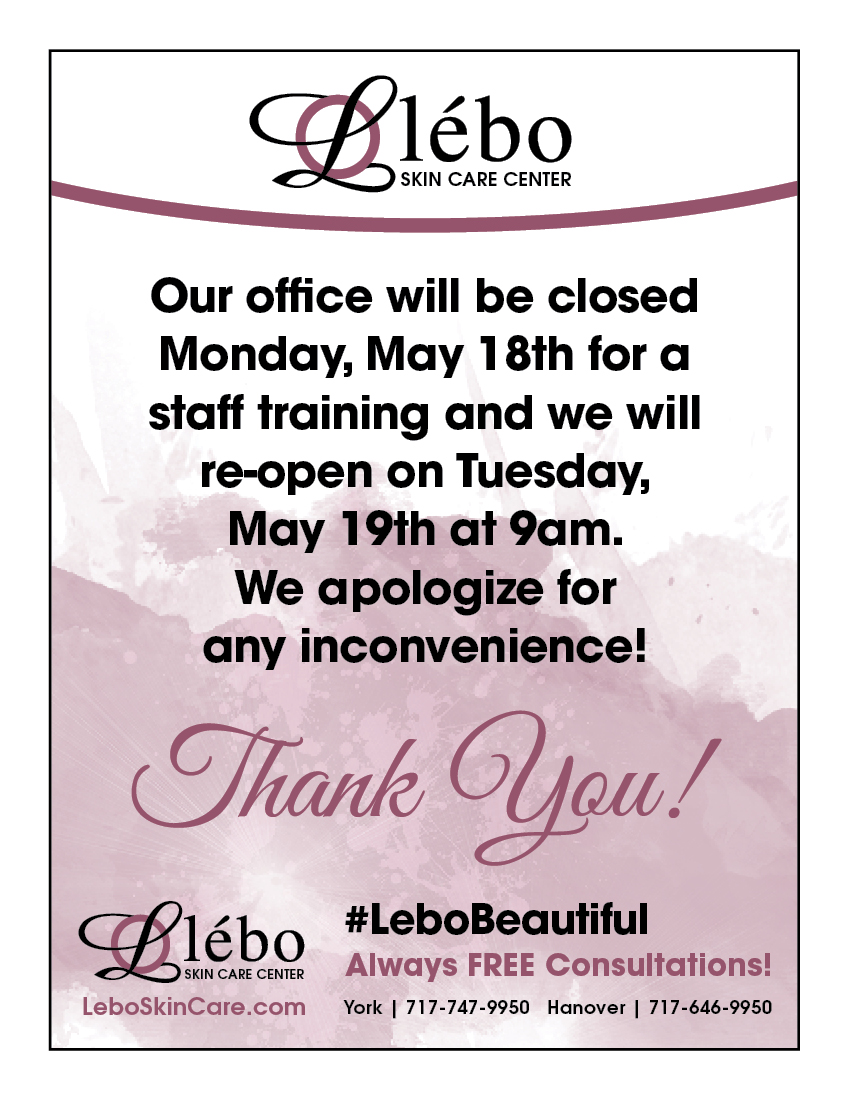 lébo
SKIN CARE CENTER
Our office will be closed
Monday, May 18th for a
staff training and we will
re-open on Tuesday,
May 19th at 9am.
We apologize for
any inconvenience!
Thank You!
lébo
SKIN CARE CENTER
LeboSkinCare.com
#LeboBeautiful
Always FREE Consultations!
York | 717-747-9950 Hanover | 717-646-9950